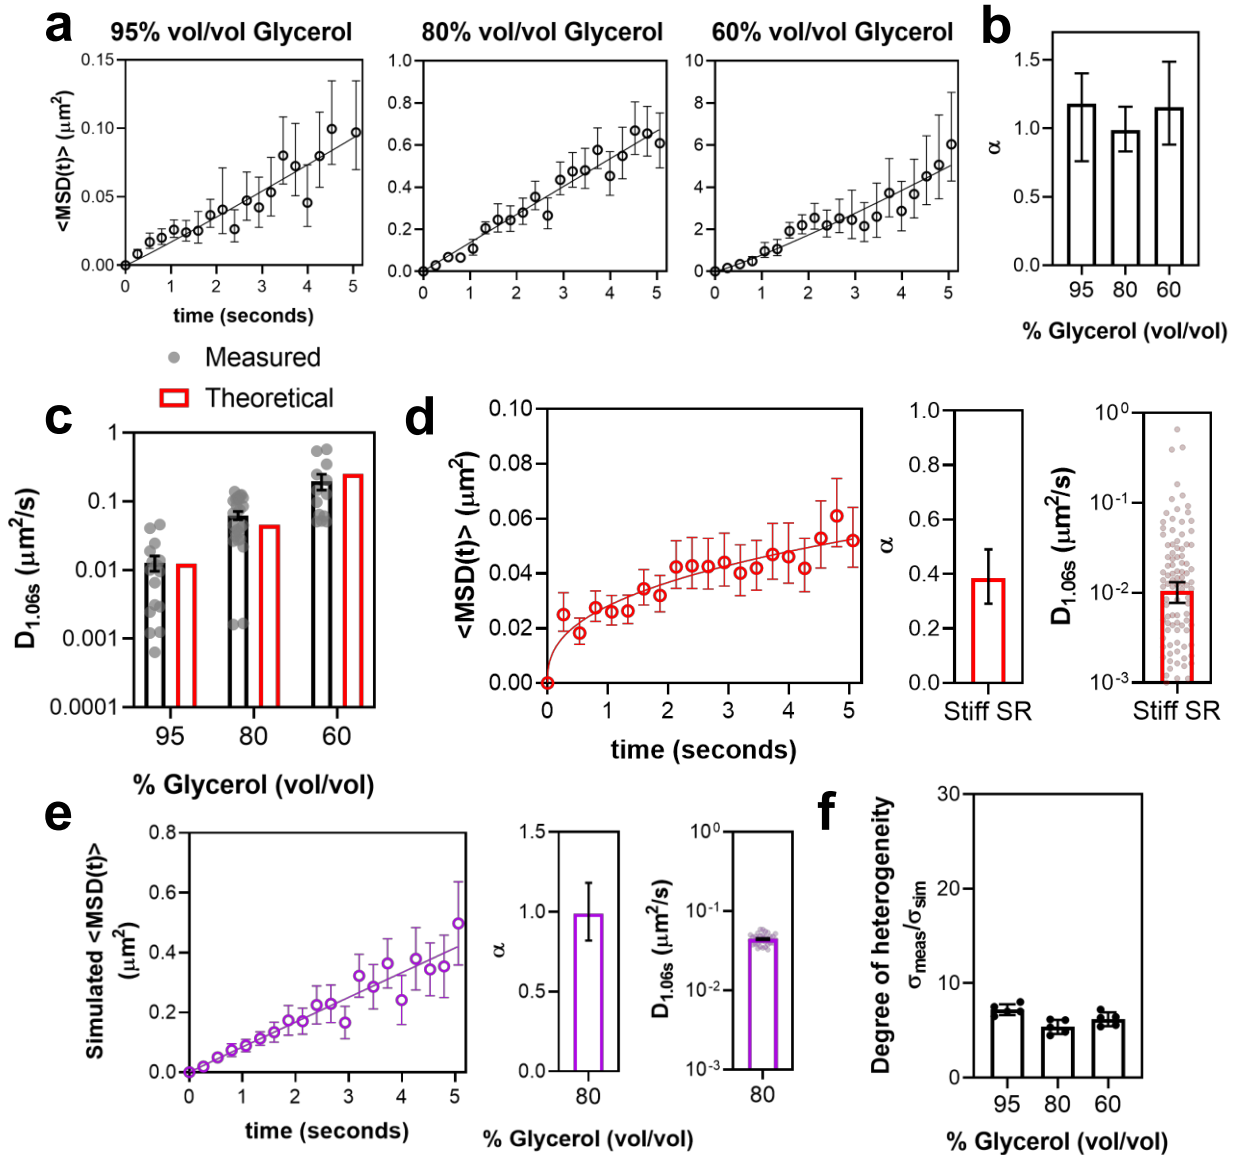 a
95% vol/vol Glycerol
80% vol/vol Glycerol
60% vol/vol Glycerol
b
<MSD(t)> (μm²)
0.15
0.10
0.05
0.00
0 1 2 3 4 5
time (seconds)
1.0
0.8
0.6
0.4
0.2
0.0
0 1 2 3 4 5
10
8
6
4
2
0
0 1 2 3 4 5
α
1.5
1.0
0.5
0.0
95 80 60
% Glycerol (vol/vol)
Measured
Theoretical
c
D1.06s (μm²/s)
1
0.1
0.01
0.001
0.0001
95 80 60
% Glycerol (vol/vol)
d
<MSD(t)> (μm²)
0.10
0.08
0.06
0.04
0.02
0.00
0 1 2 3 4 5
time (seconds)
α
1.0
0.8
0.6
0.4
0.2
0.0
Stiff SR
D1.06s (μm²/s)
10⁰
10⁻¹
10⁻²
10⁻³
Stiff SR
e
Simulated <MSD(t)>
(μm²)
0.8
0.6
0.4
0.2
0.0
0 1 2 3 4 5
time (seconds)
α
1.5
1.0
0.5
0.0
80
D1.06s (μm²/s)
10⁰
10⁻¹
10⁻²
10⁻³
80
% Glycerol (vol/vol)
f
Degree of heterogeneity
σmeas/σsim
30
20
10
0
95 80 60
% Glycerol (vol/vol)